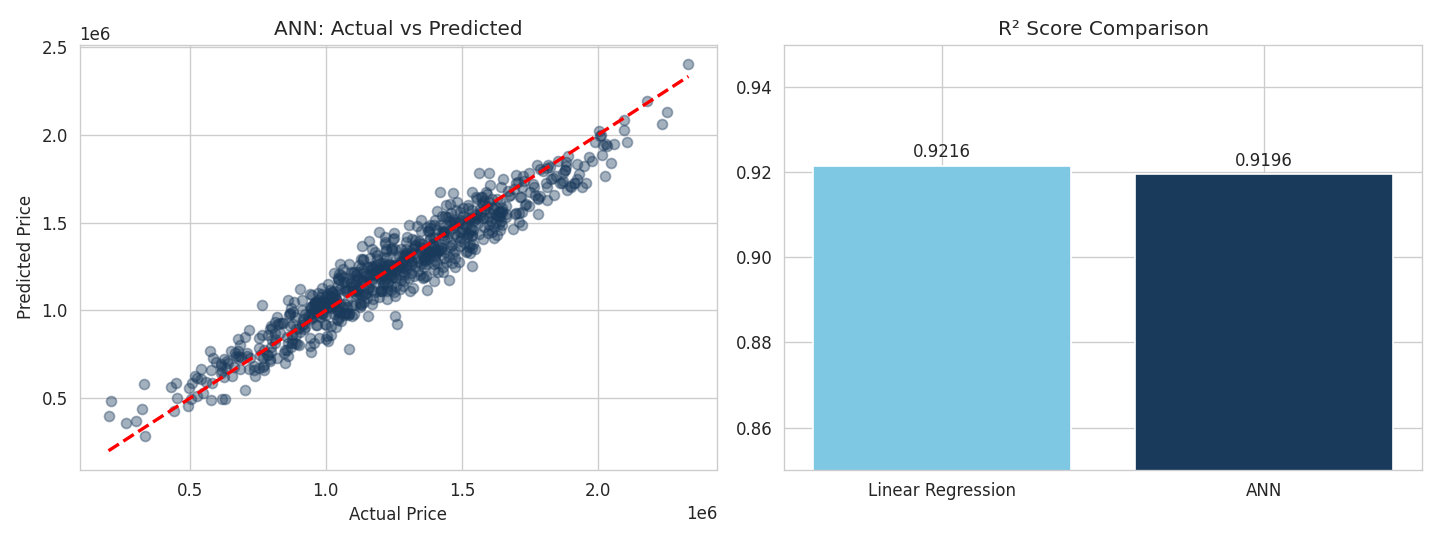 ANN: Actual vs Predicted
1e6
2.5
2.0
1.5
1.0
0.5
Predicted Price
0.5 1.0 1.5 2.0
Actual Price
1e6
R² Score Comparison
0.94
0.92
0.90
0.88
0.86
0.9216
0.9196
Linear Regression
ANN